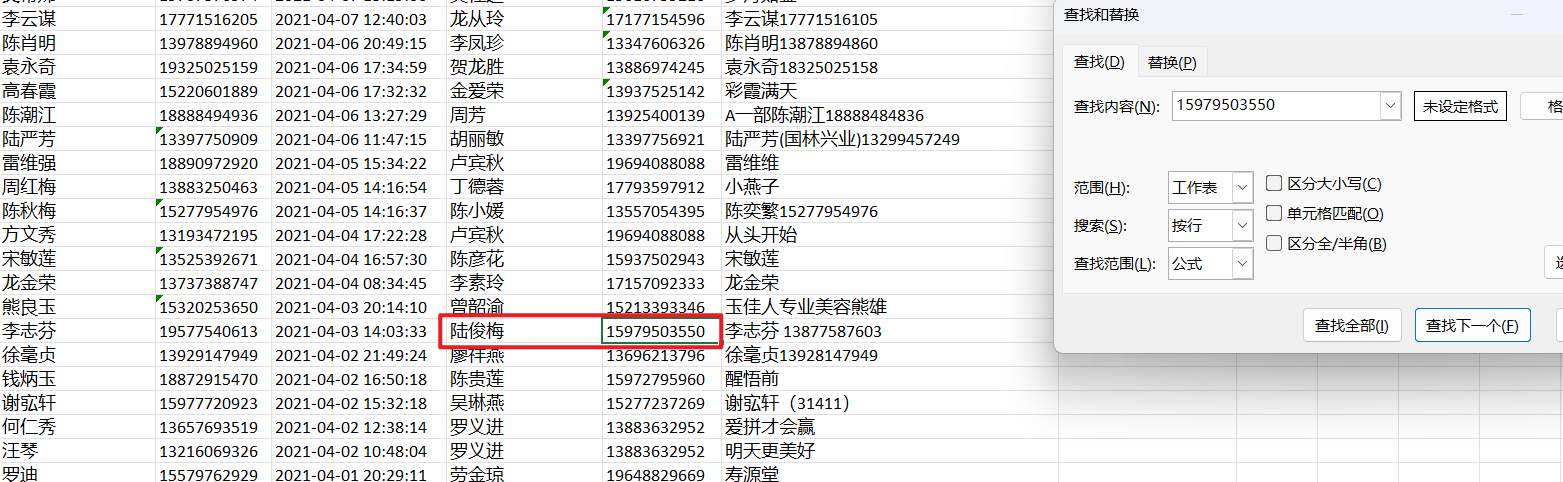 李云谋 17771516205 2021-04-07 12:40:03 龙从玲 17177154596 李云谋17771516105
陈肖明 13978894960 2021-04-06 20:49:15 李凤珍 13347606326 陈肖明13878894860
袁永奇 19325025159 2021-04-06 17:34:59 贺龙胜 13886974245 袁永奇18325025158
高春霞 15220601889 2021-04-06 17:32:32 金爱荣 13937525142 彩霞满天
陈潮江 18888494936 2021-04-06 13:27:29 周芳 13925400139 A一部陈潮江18888484836
陆严芳 13397750909 2021-04-06 11:47:15 胡丽敏 13397756921 陆严芳(国林兴业)13299457249
雷维强 18890972920 2021-04-05 15:34:22 卢宾秋 19694088088 雷维维
周红梅 13883250463 2021-04-05 14:16:54 丁德蓉 17793597912 小燕子
陈秋梅 15277954976 2021-04-05 14:16:37 陈小媛 13557054395 陈奕繁15277954976
方文秀 13193472195 2021-04-04 17:22:28 卢宾秋 19694088088 从头开始
宋敏莲 13525392671 2021-04-04 16:57:30 陈彦花 15937502943 宋敏莲
龙金荣 13737388747 2021-04-04 08:34:45 李素玲 17157092333 龙金荣
熊良玉 15320253650 2021-04-03 20:14:10 曾韶渝 15213393346 玉佳人专业美容熊雄
李志芬 19577540613 2021-04-03 14:03:33 陆俊梅 15979503550 李志芬 13877587603
徐毫贞 13929147949 2021-04-02 21:49:24 廖祥燕 13696213796 徐毫贞13928147949
钱炳玉 18872915470 2021-04-02 16:50:18 陈贵莲 15972795960 醒悟前
谢宖轩 15977720923 2021-04-02 15:32:18 吴琳燕 15277237269 谢宖轩（31411）
何仁秀 13657693519 2021-04-02 12:38:14 罗义进 13883632952 爱拼才会赢
汪琴 13216069326 2021-04-02 10:48:04 罗义进 13883632952 明天更美好
罗迪 15579762929 2021-04-01 20:29:11 劳金琼 19648829669 寿源堂
查找和替换
查找(D) 替换(P)
查找内容(N): 15979503550 未设定格式 格
范围(H): 工作表 区分大小写(C)
搜索(S): 按行 单元格匹配(O)
查找范围(L): 公式 区分全/半角(B)
查找全部(I) 查找下一个(F)